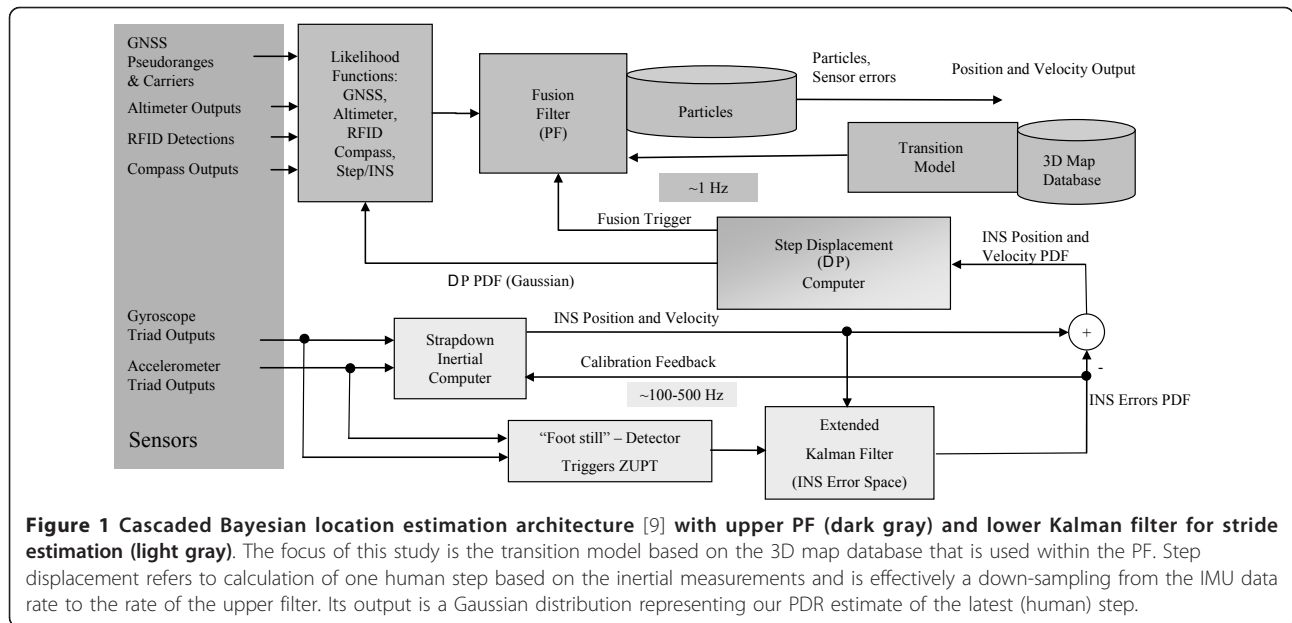 GNSS
Pseudoranges
& Carriers
Altimeter Outputs
RFID Detections
Compass Outputs
Likelihood
Functions:
GNSS,
Altimeter,
RFID
Compass,
Step/INS
Fusion
Filter
(PF)
Particles
Particles,
Sensor errors
Position and Velocity Output
Transition
Model
3D Map
Database
~1 Hz
Fusion Trigger
Step Displacement
(DP)
Computer
INS Position and
Velocity PDF
DP PDF (Gaussian)
Gyroscope
Triad Outputs
Accelerometer
Triad Outputs
Sensors
Strapdown
Inertial
Computer
INS Position and Velocity
+
-
Calibration Feedback
~100-500 Hz
INS Errors PDF
"Foot still" – Detector
Triggers ZUPT
Extended
Kalman Filter
(INS Error Space)
Figure 1 Cascaded Bayesian location estimation architecture [9] with upper PF (dark gray) and lower Kalman filter for stride
estimation (light gray). The focus of this study is the transition model based on the 3D map database that is used within the PF. Step
displacement refers to calculation of one human step based on the inertial measurements and is effectively a down-sampling from the IMU data
rate to the rate of the upper filter. Its output is a Gaussian distribution representing our PDR estimate of the latest (human) step.